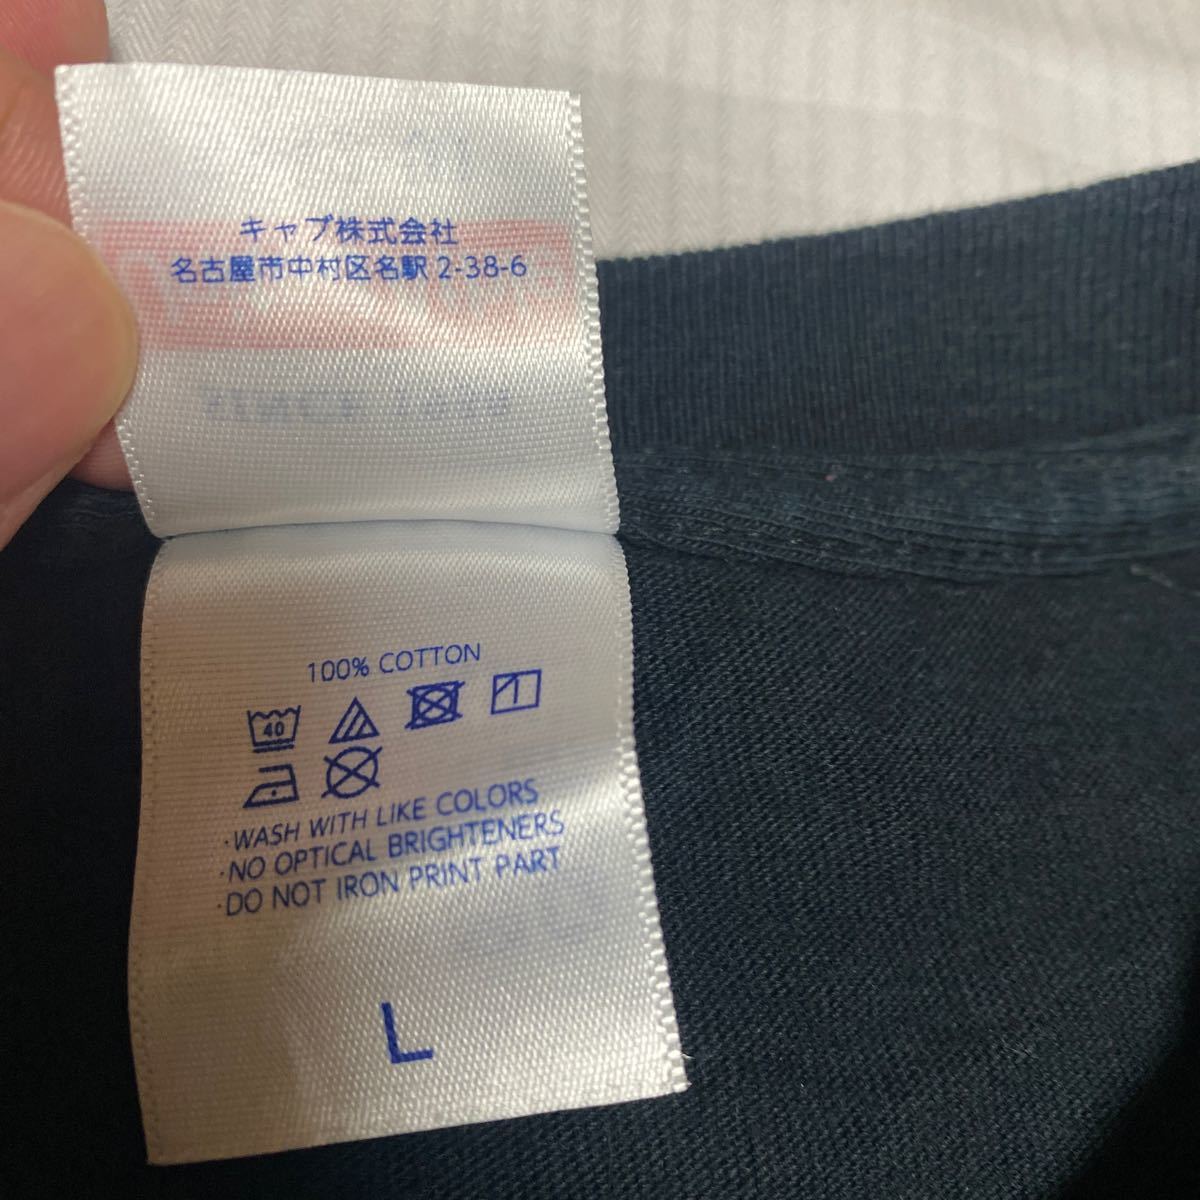 キャブ株式会社
名古屋市中村区名駅2-38-6
100% COTTON
40
·WASH WITH LIKE COLORS
·NO OPTICAL BRIGHTENERS
·DO NOT IRON PRINT PART
L